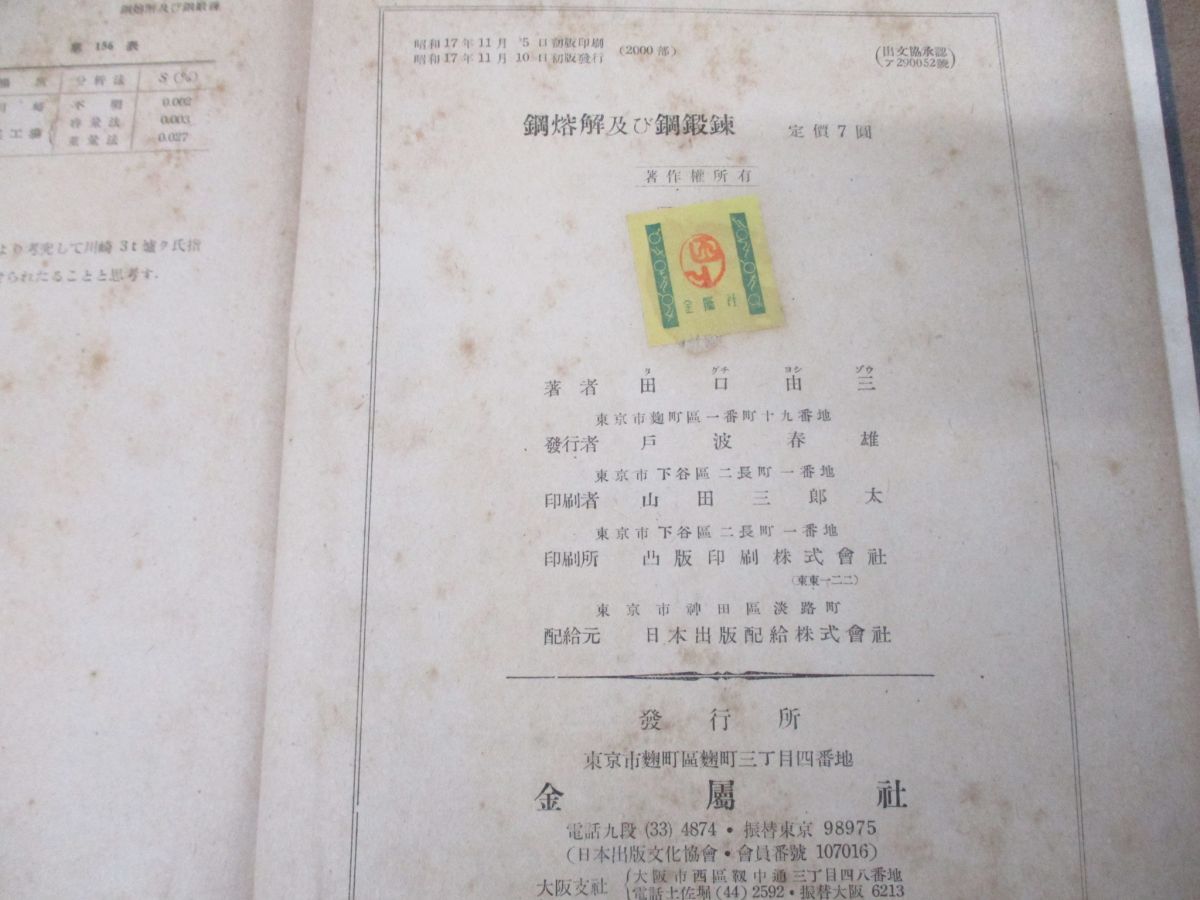 鋼熔解及び鋼鍛錬
第 156 表
分析法 S (%)
不明 0.002
容量法 0.003
重量法 0.027
より考究して川崎 3t 爐ク氏指
せられたることと思考す.
昭和17年11月 5日初版印刷
昭和17年11月10日初版發行
(2000部)
(出文協承認
ア290052號)
鋼熔解及び鋼鍛錬 定價7圓
著作權所有
金屬社
タ グチ ヨシ ゾウ
著者 田口由三
東京市麹町區一番町十九番地
發行者 戸波春雄
東京市下谷區二長町一番地
印刷者 山田三郎太
東京市下谷區二長町一番地
印刷所 凸版印刷株式會社
(東東一二二)
東京市神田區淡路町
配給元 日本出版配給株式會社
發行所
東京市麴町區麴町三丁目四番地
金屬社
電話九段 (33) 4874・振替東京 98975
(日本出版文化協會・會員番號 107016)
大阪支社 大阪市西區靱中通三丁目四八番地
電話土佐堀 (44) 2592・振替大阪 6213